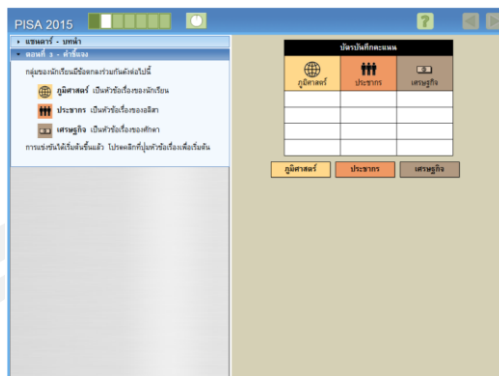 PISA 2015
?
แชนดาร์ - บทนำ
ตอนที่ 3 - คำชี้แจง
กลุ่มของนักเรียนมีข้อตกลงร่วมกันดังต่อไปนี้
ภูมิศาสตร์ เป็นหัวข้อเรื่องของนักเรียน
ประชากร เป็นหัวข้อเรื่องของอลิสา
เศรษฐกิจ เป็นหัวข้อเรื่องของศักดา
การแข่งขันได้เริ่มต้นขึ้นแล้ว โปรดคลิกที่ปุ่มหัวข้อเรื่องเพื่อเริ่มต้น
บัตรบันทึกคะแนน
ภูมิศาสตร์ ประชากร เศรษฐกิจ
ภูมิศาสตร์ ประชากร เศรษฐกิจ